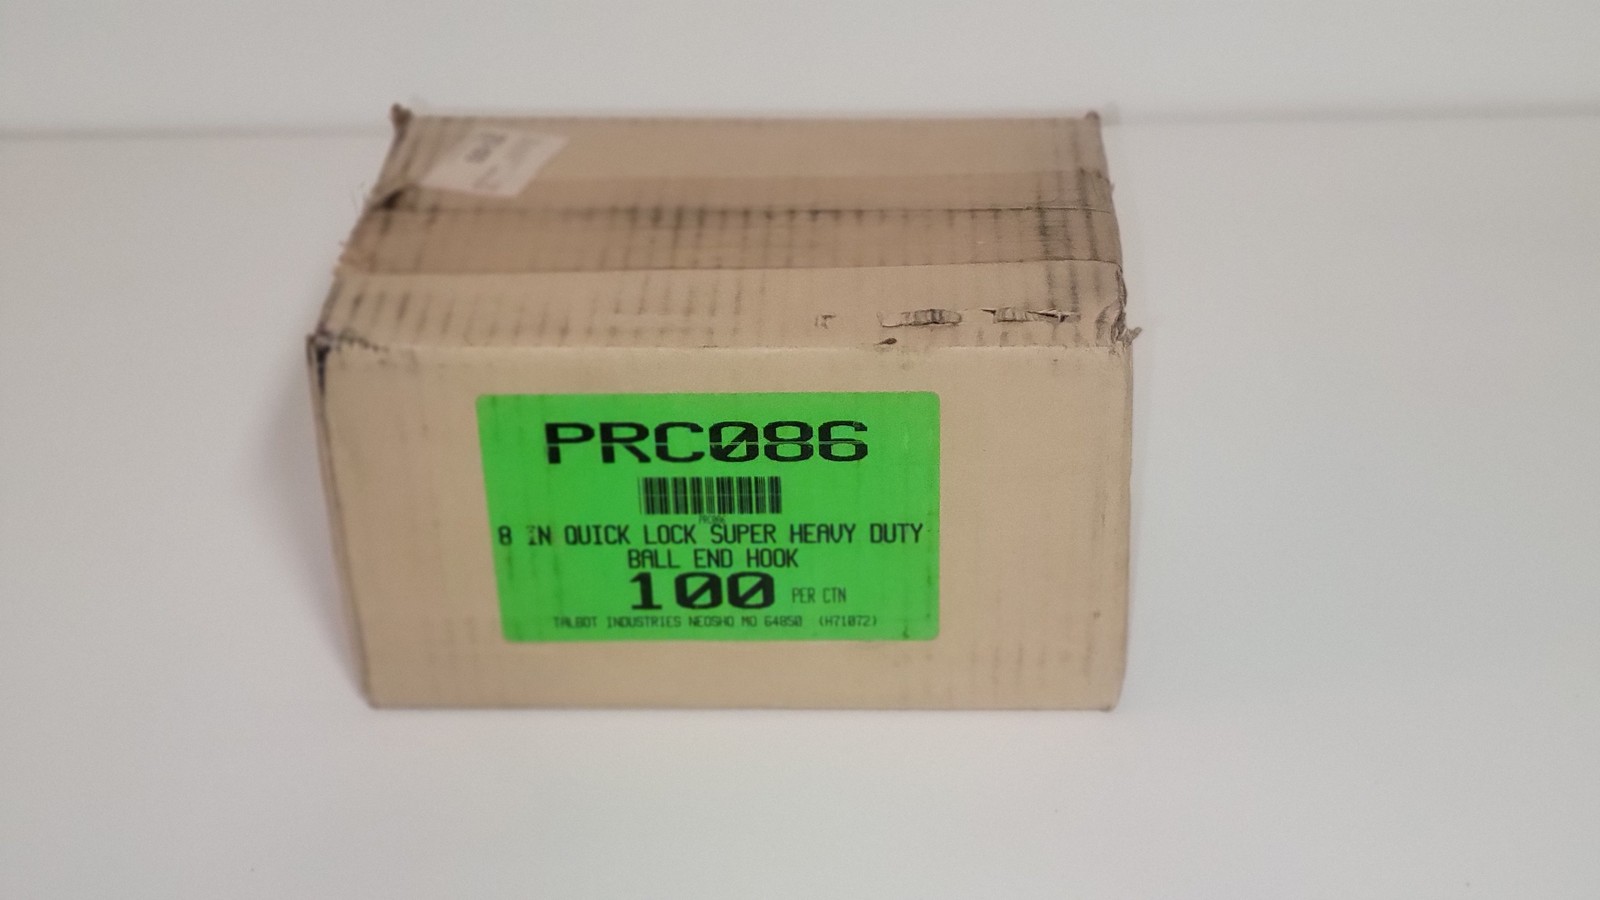 PRC086
PRC086
8 IN QUICK LOCK SUPER HEAVY DUTY
BALL END HOOK
100 PER CTN
TALBOT INDUSTRIES NEOSHO MO 64850 (H71072)